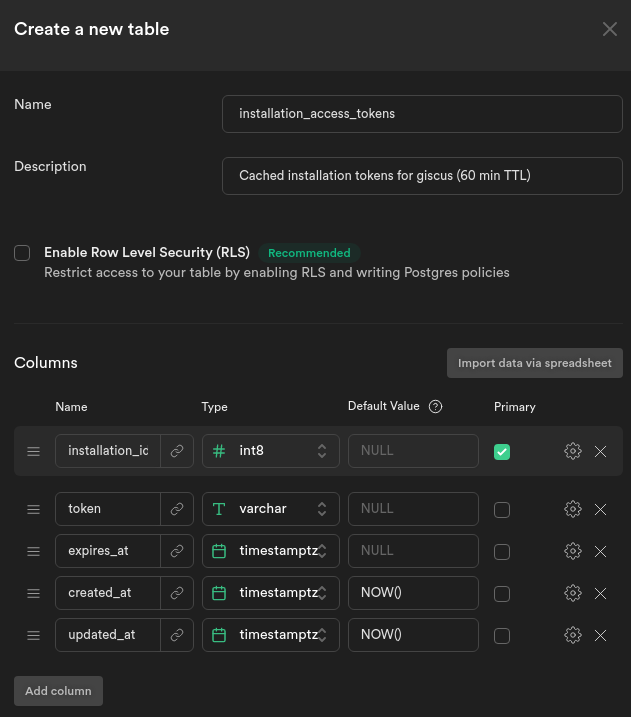 Create a new table
Name
installation_access_tokens
Description
Cached installation tokens for giscus (60 min TTL)
Enable Row Level Security (RLS) Recommended
Restrict access to your table by enabling RLS and writing Postgres policies
Columns
Import data via spreadsheet
Name Type Default Value ? Primary
installation_id int8 NULL
token varchar NULL
expires_at timestamptz NULL
created_at timestamptz NOW()
updated_at timestamptz NOW()
Add column